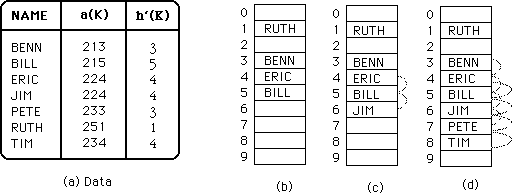 NAME a(K) h'(K)
BENN 213 3
BILL 215 5
ERIC 224 4
JIM 224 4
PETE 233 3
RUTH 251 1
TIM 234 4
(a) Data
0
1 RUTH
2
3 BENN
4 ERIC
5 BILL
6
7
8
9
(b)
0
1 RUTH
2
3 BENN
4 ERIC
5 BILL
6 JIM
7
8
9
(c)
0
1 RUTH
2
3 BENN
4 ERIC
5 BILL
6 JIM
7 PETE
8 TIM
9
(d)